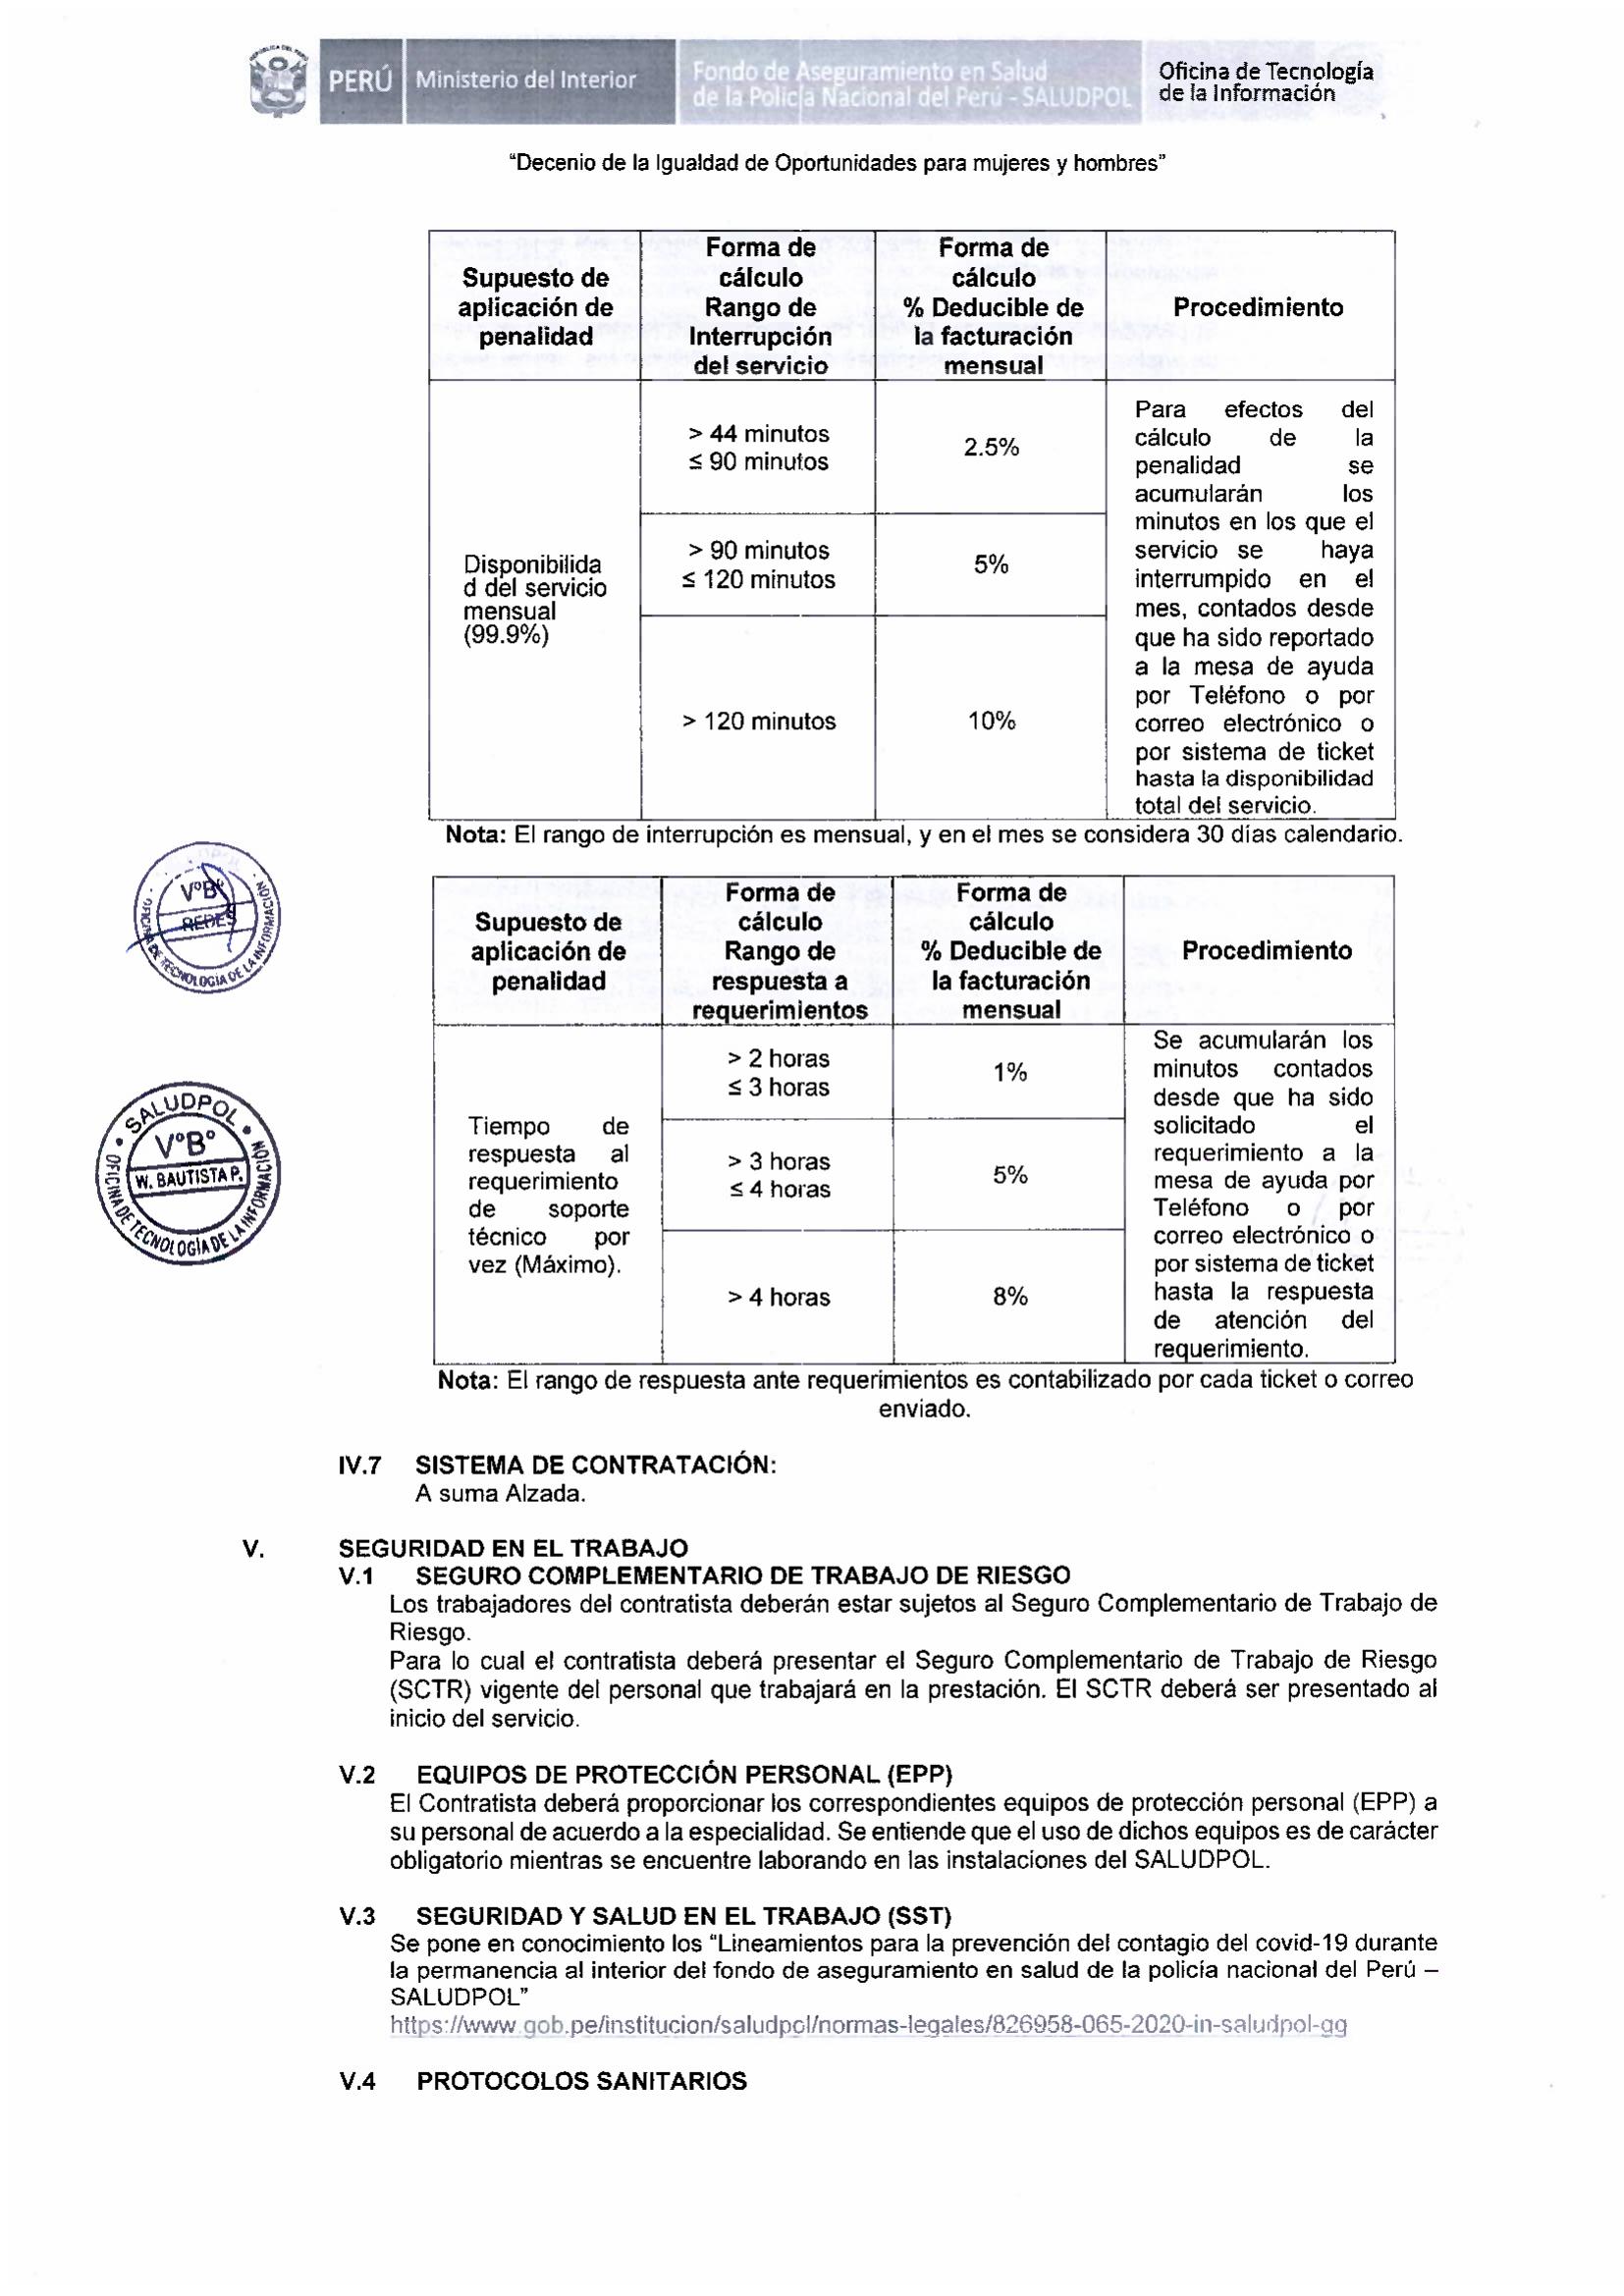 PERÚ
Ministerio del Interior
Fondo de Aseguramiento en Salud
de la Policía Nacional del Perú - SALUDPOL
Oficina de Tecnología
de la Información
“Decenio de la Igualdad de Oportunidades para mujeres y hombres”
Supuesto de
aplicación de
penalidad
Forma de
cálculo
Rango de
Interrupción
del servicio
Forma de
cálculo
% Deducible de
la facturación
mensual
Procedimiento
Disponibilida
d del servicio
mensual
(99.9%)
> 44 minutos
≤ 90 minutos
2.5%
> 90 minutos
≤ 120 minutos
5%
> 120 minutos
10%
Para efectos del
cálculo de la
penalidad se
acumularán los
minutos en los que el
servicio se haya
interrumpido en el
mes, contados desde
que ha sido reportado
a la mesa de ayuda
por Teléfono o por
correo electrónico o
por sistema de ticket
hasta la disponibilidad
total del servicio.
Nota: El rango de interrupción es mensual, y en el mes se considera 30 días calendario.
V°B°
REDES
OFICINA DE TECNOLOGÍA DE LA INFORMACIÓN
Supuesto de
aplicación de
penalidad
Forma de
cálculo
Rango de
respuesta a
requerimientos
Forma de
cálculo
% Deducible de
la facturación
mensual
Procedimiento
Tiempo de
respuesta al
requerimiento
de soporte
técnico por
vez (Máximo).
> 2 horas
≤ 3 horas
1%
> 3 horas
≤ 4 horas
5%
> 4 horas
8%
Se acumularán los
minutos contados
desde que ha sido
solicitado el
requerimiento a la
mesa de ayuda por
Teléfono o por
correo electrónico o
por sistema de ticket
hasta la respuesta
de atención del
requerimiento.
SALUDPOL
V°B°
W. BAUTISTA P.
OFICINA DE TECNOLOGÍA DE LA INFORMACIÓN
Nota: El rango de respuesta ante requerimientos es contabilizado por cada ticket o correo
enviado.
IV.7 SISTEMA DE CONTRATACIÓN:
A suma Alzada.
V. SEGURIDAD EN EL TRABAJO
V.1 SEGURO COMPLEMENTARIO DE TRABAJO DE RIESGO
Los trabajadores del contratista deberán estar sujetos al Seguro Complementario de Trabajo de
Riesgo.
Para lo cual el contratista deberá presentar el Seguro Complementario de Trabajo de Riesgo
(SCTR) vigente del personal que trabajará en la prestación. El SCTR deberá ser presentado al
inicio del servicio.
V.2 EQUIPOS DE PROTECCIÓN PERSONAL (EPP)
El Contratista deberá proporcionar los correspondientes equipos de protección personal (EPP) a
su personal de acuerdo a la especialidad. Se entiende que el uso de dichos equipos es de carácter
obligatorio mientras se encuentre laborando en las instalaciones del SALUDPOL.
V.3 SEGURIDAD Y SALUD EN EL TRABAJO (SST)
Se pone en conocimiento los “Lineamientos para la prevención del contagio del covid-19 durante
la permanencia al interior del fondo de aseguramiento en salud de la policía nacional del Perú –
SALUDPOL”
https://www.gob.pe/institucion/saludpol/normas-legales/826958-065-2020-in-saludpol-gg
V.4 PROTOCOLOS SANITARIOS